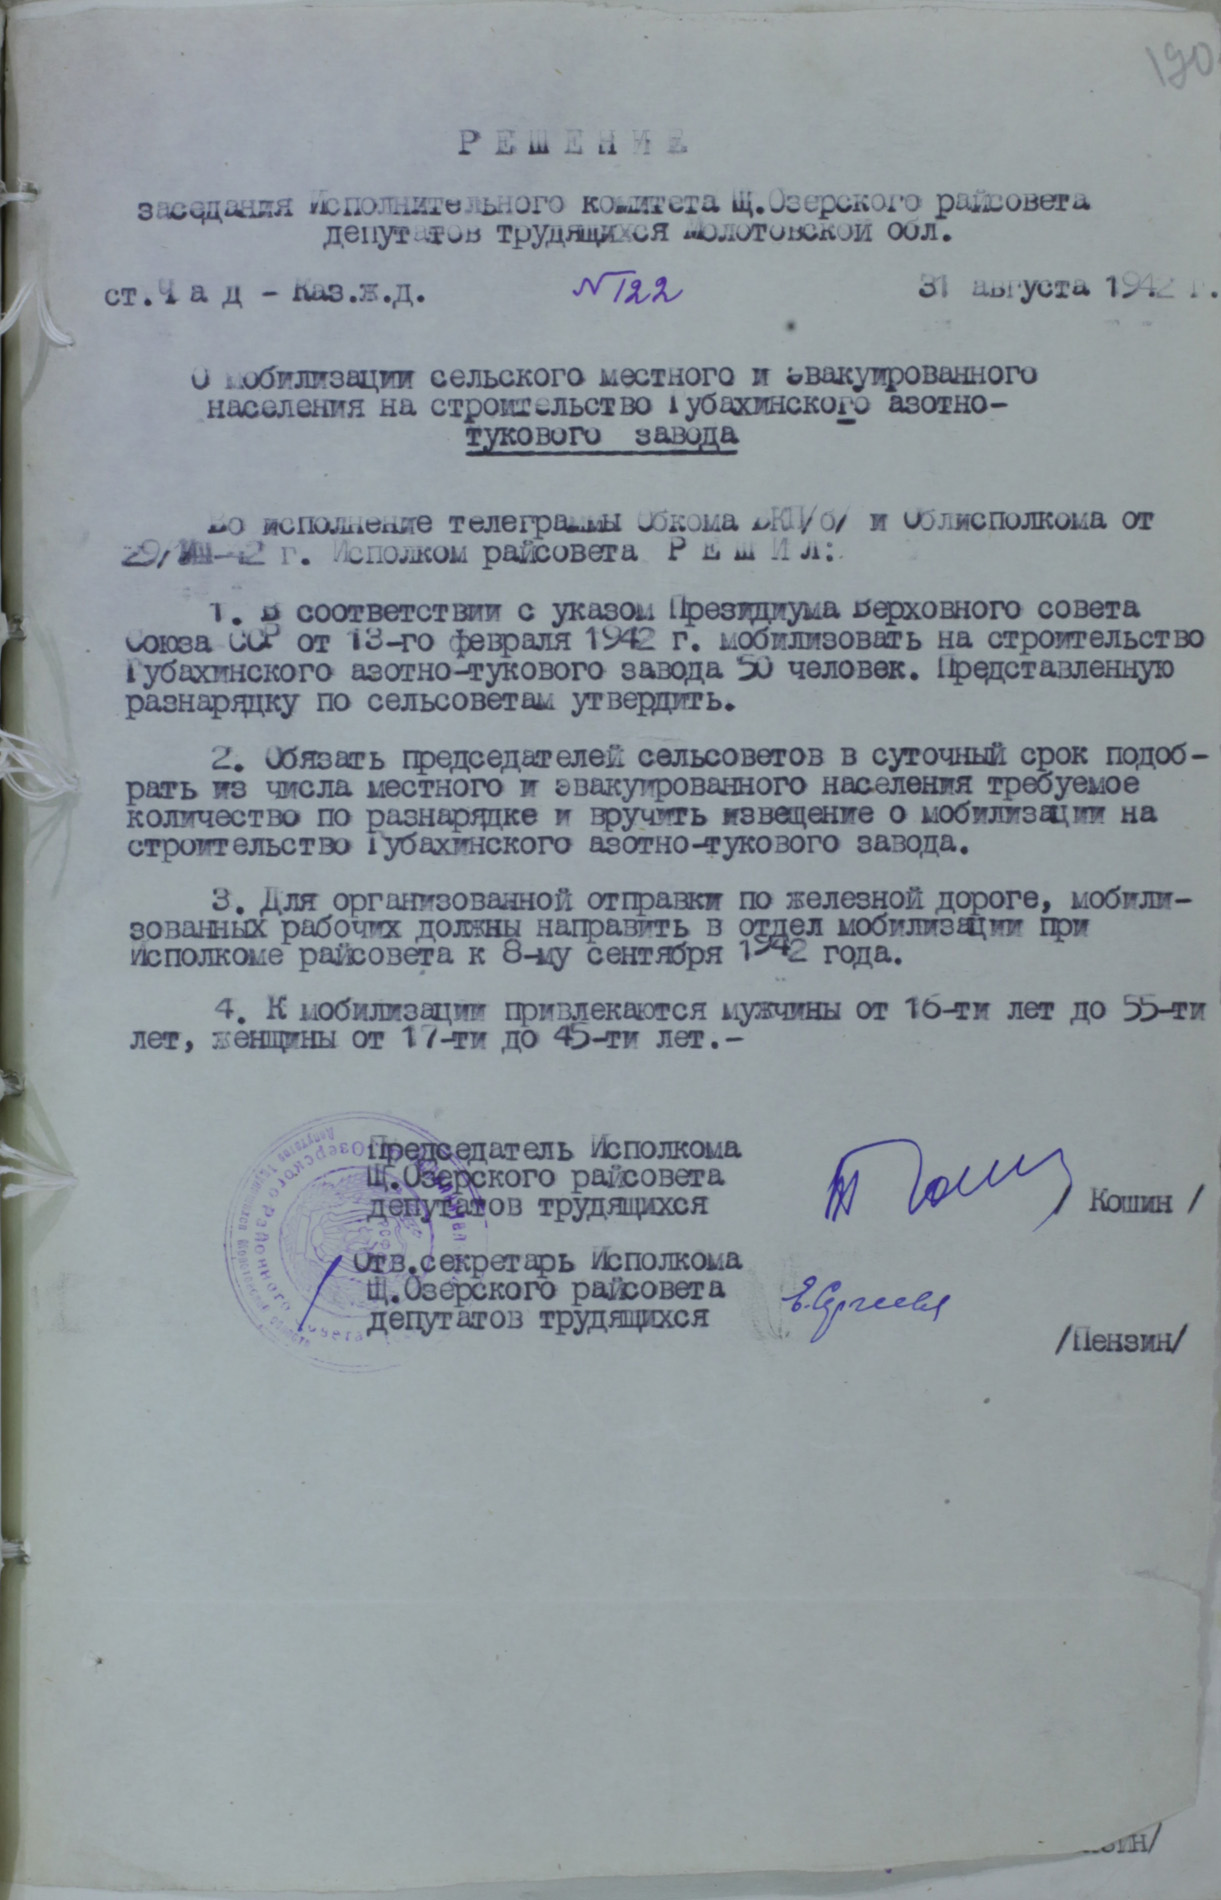 190
Р Е Ш Е Н И Е
заседания Исполнительного комитета Щ.Озерского райсовета
депутатов трудящихся Молотовской обл.
ст.Ч а д - Каз.ж.д. №122 31 августа 1942 г.
О мобилизации сельского местного и эвакуированного
населения на строительство Губахинского азотно-
тукового завода
Во исполнение телеграммы Обкома ВКП/б/ и Облисполкома от
29/VIII-42 г. Исполком райсовета Р Е Ш И Л:
1. В соответствии с указом Президиума Верховного совета
Союза ССР от 13-го февраля 1942 г. мобилизовать на строительство
Губахинского азотно-тукового завода 50 человек. Представленную
разнарядку по сельсоветам утвердить.
2. Обязать председателей сельсоветов в суточный срок подоб-
рать из числа местного и эвакуированного населения требуемое
количество по разнарядке и вручить извещение о мобилизации на
строительство Губахинского азотно-тукового завода.
3. Для организованной отправки по железной дороге, мобили-
зованных рабочих должны направить в отдел мобилизации при
Исполкоме райсовета к 8-му сентября 1942 года.
4. К мобилизации привлекаются мужчины от 16-ти лет до 55-ти
лет, женщины от 17-ти до 45-ти лет.-
Председатель Исполкома
Щ.Озерского райсовета
депутатов трудящихся / Кошин /
Отв.секретарь Исполкома
Щ.Озерского райсовета
депутатов трудящихся
/Пензин/
Озерского Районного Совета